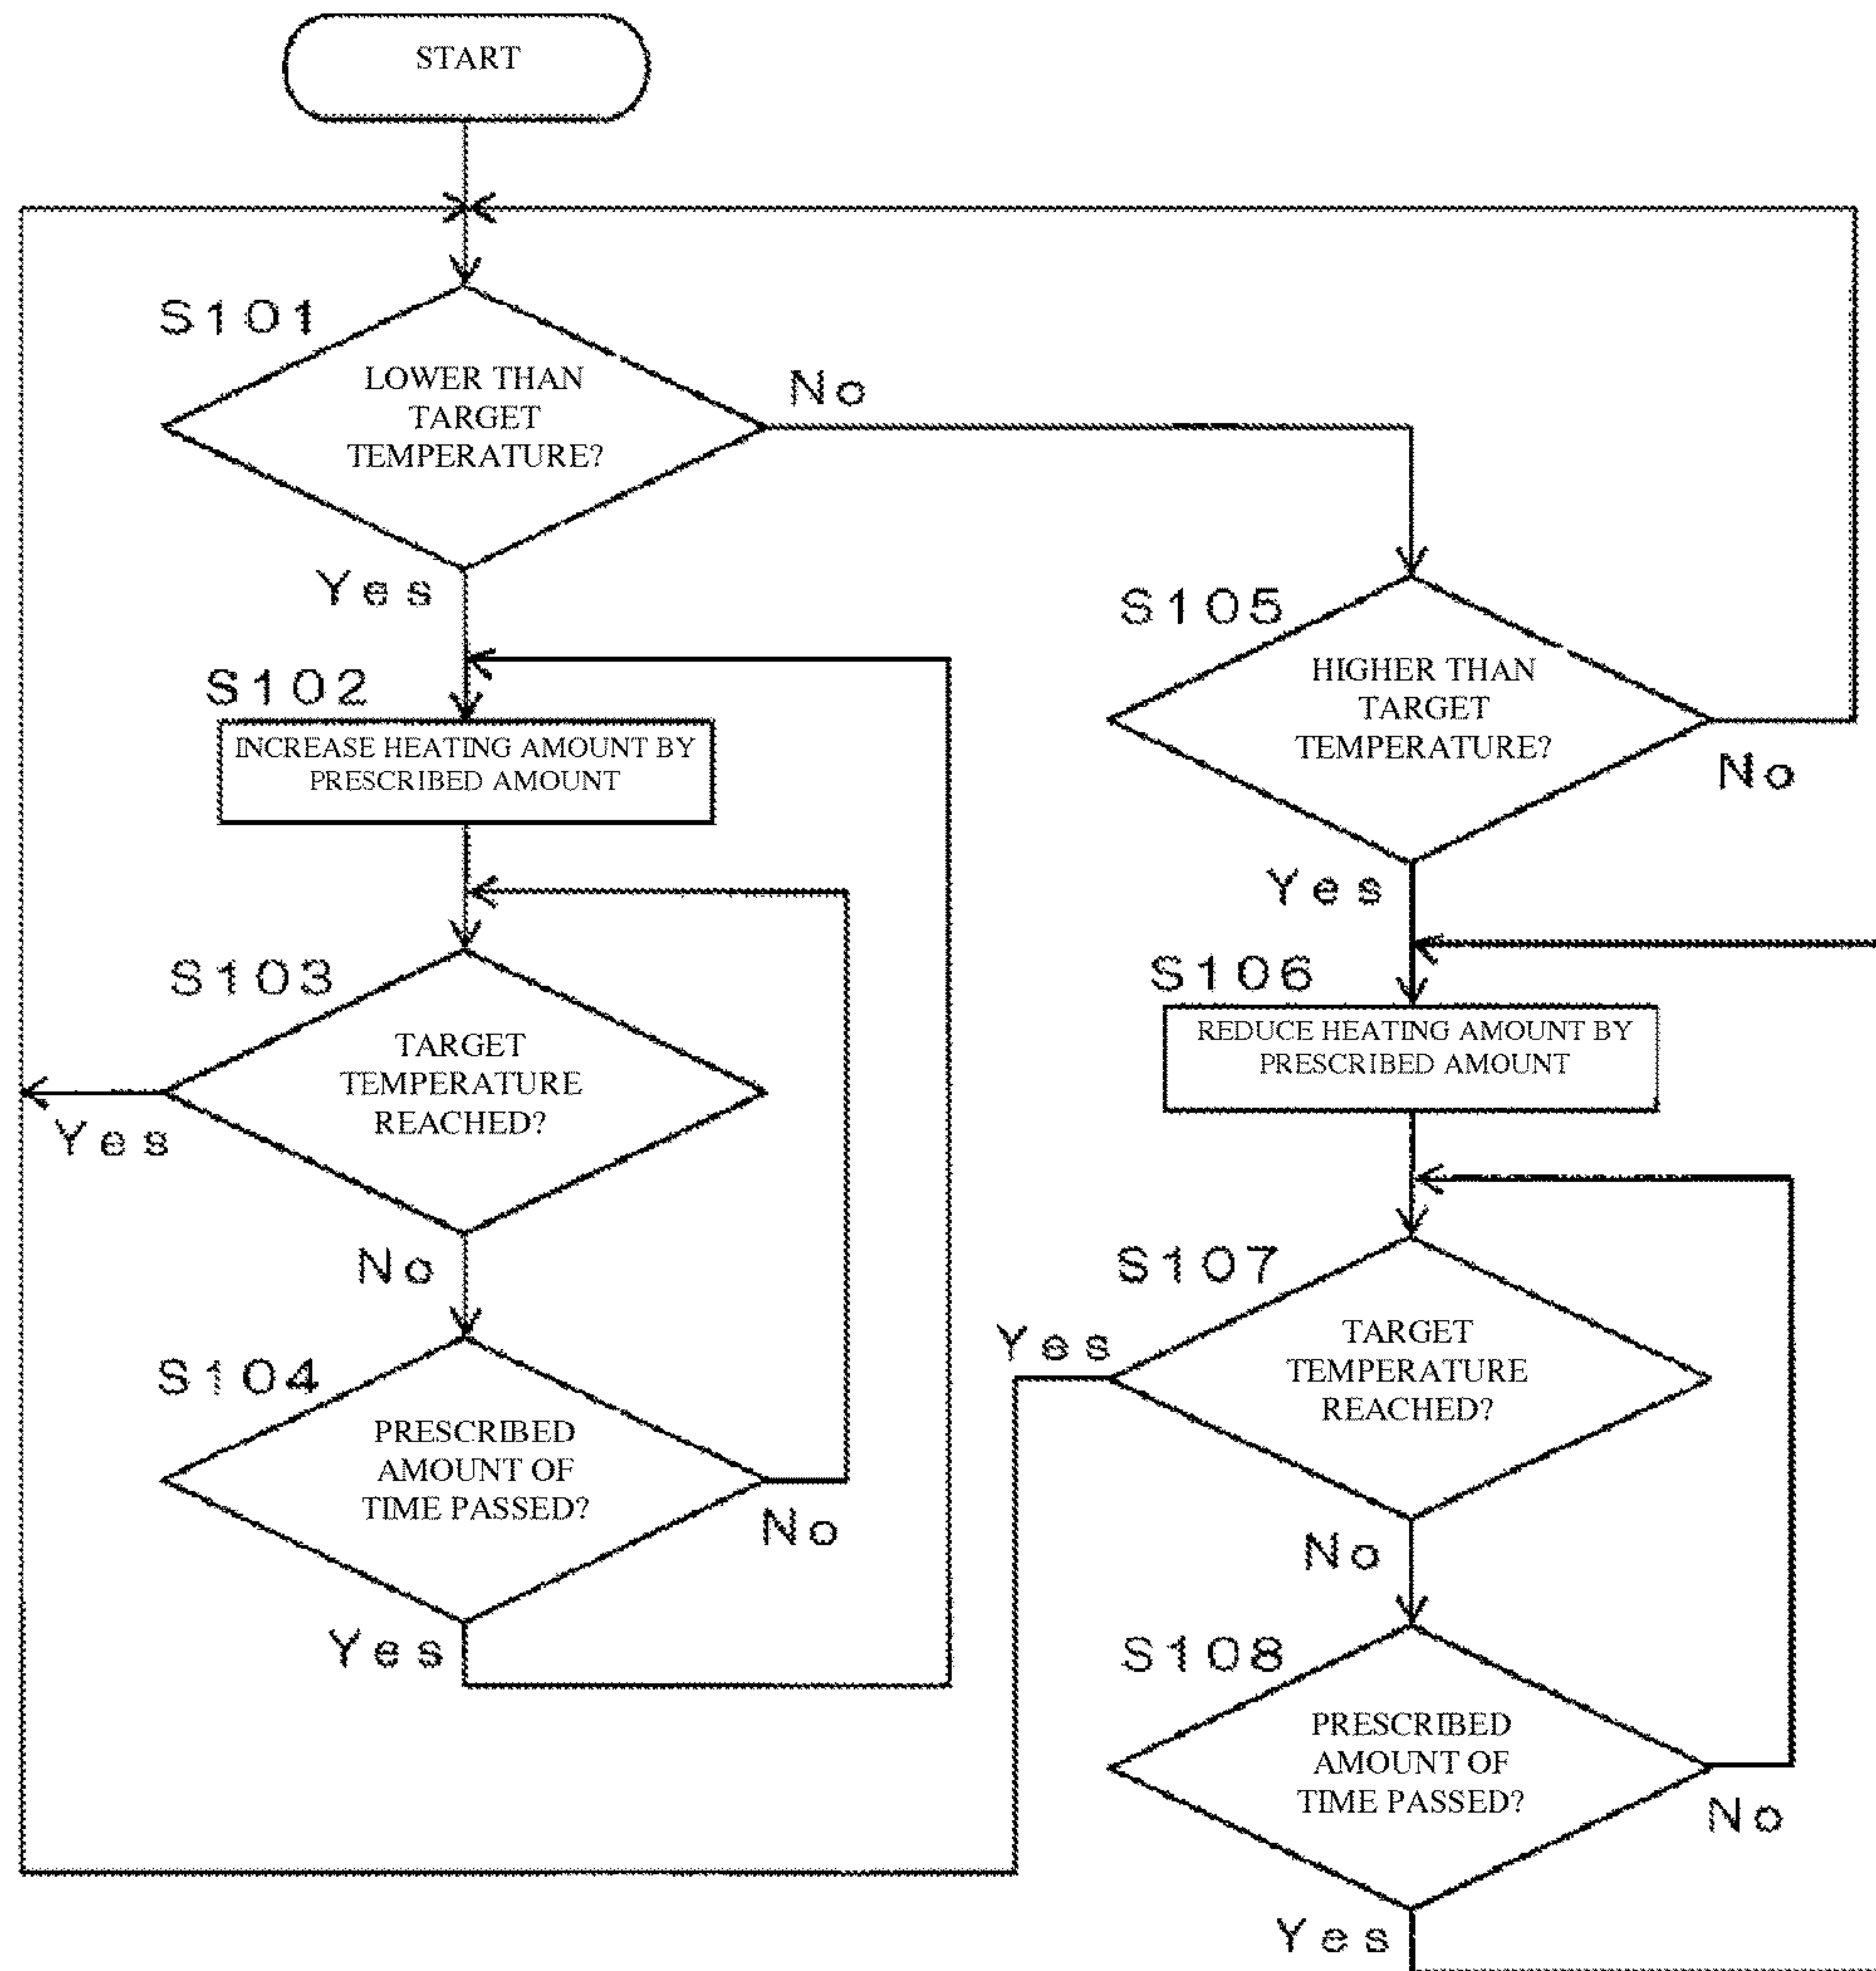 START
S101
LOWER THAN
TARGET
TEMPERATURE?
No
Yes
S102
INCREASE HEATING AMOUNT BY
PRESCRIBED AMOUNT
S103
TARGET
TEMPERATURE
REACHED?
Yes
No
S104
PRESCRIBED
AMOUNT OF
TIME PASSED?
No
Yes
S105
HIGHER THAN
TARGET
TEMPERATURE?
No
Yes
S106
REDUCE HEATING AMOUNT BY
PRESCRIBED AMOUNT
S107
TARGET
TEMPERATURE
REACHED?
Yes
No
S108
PRESCRIBED
AMOUNT OF
TIME PASSED?
No
Yes